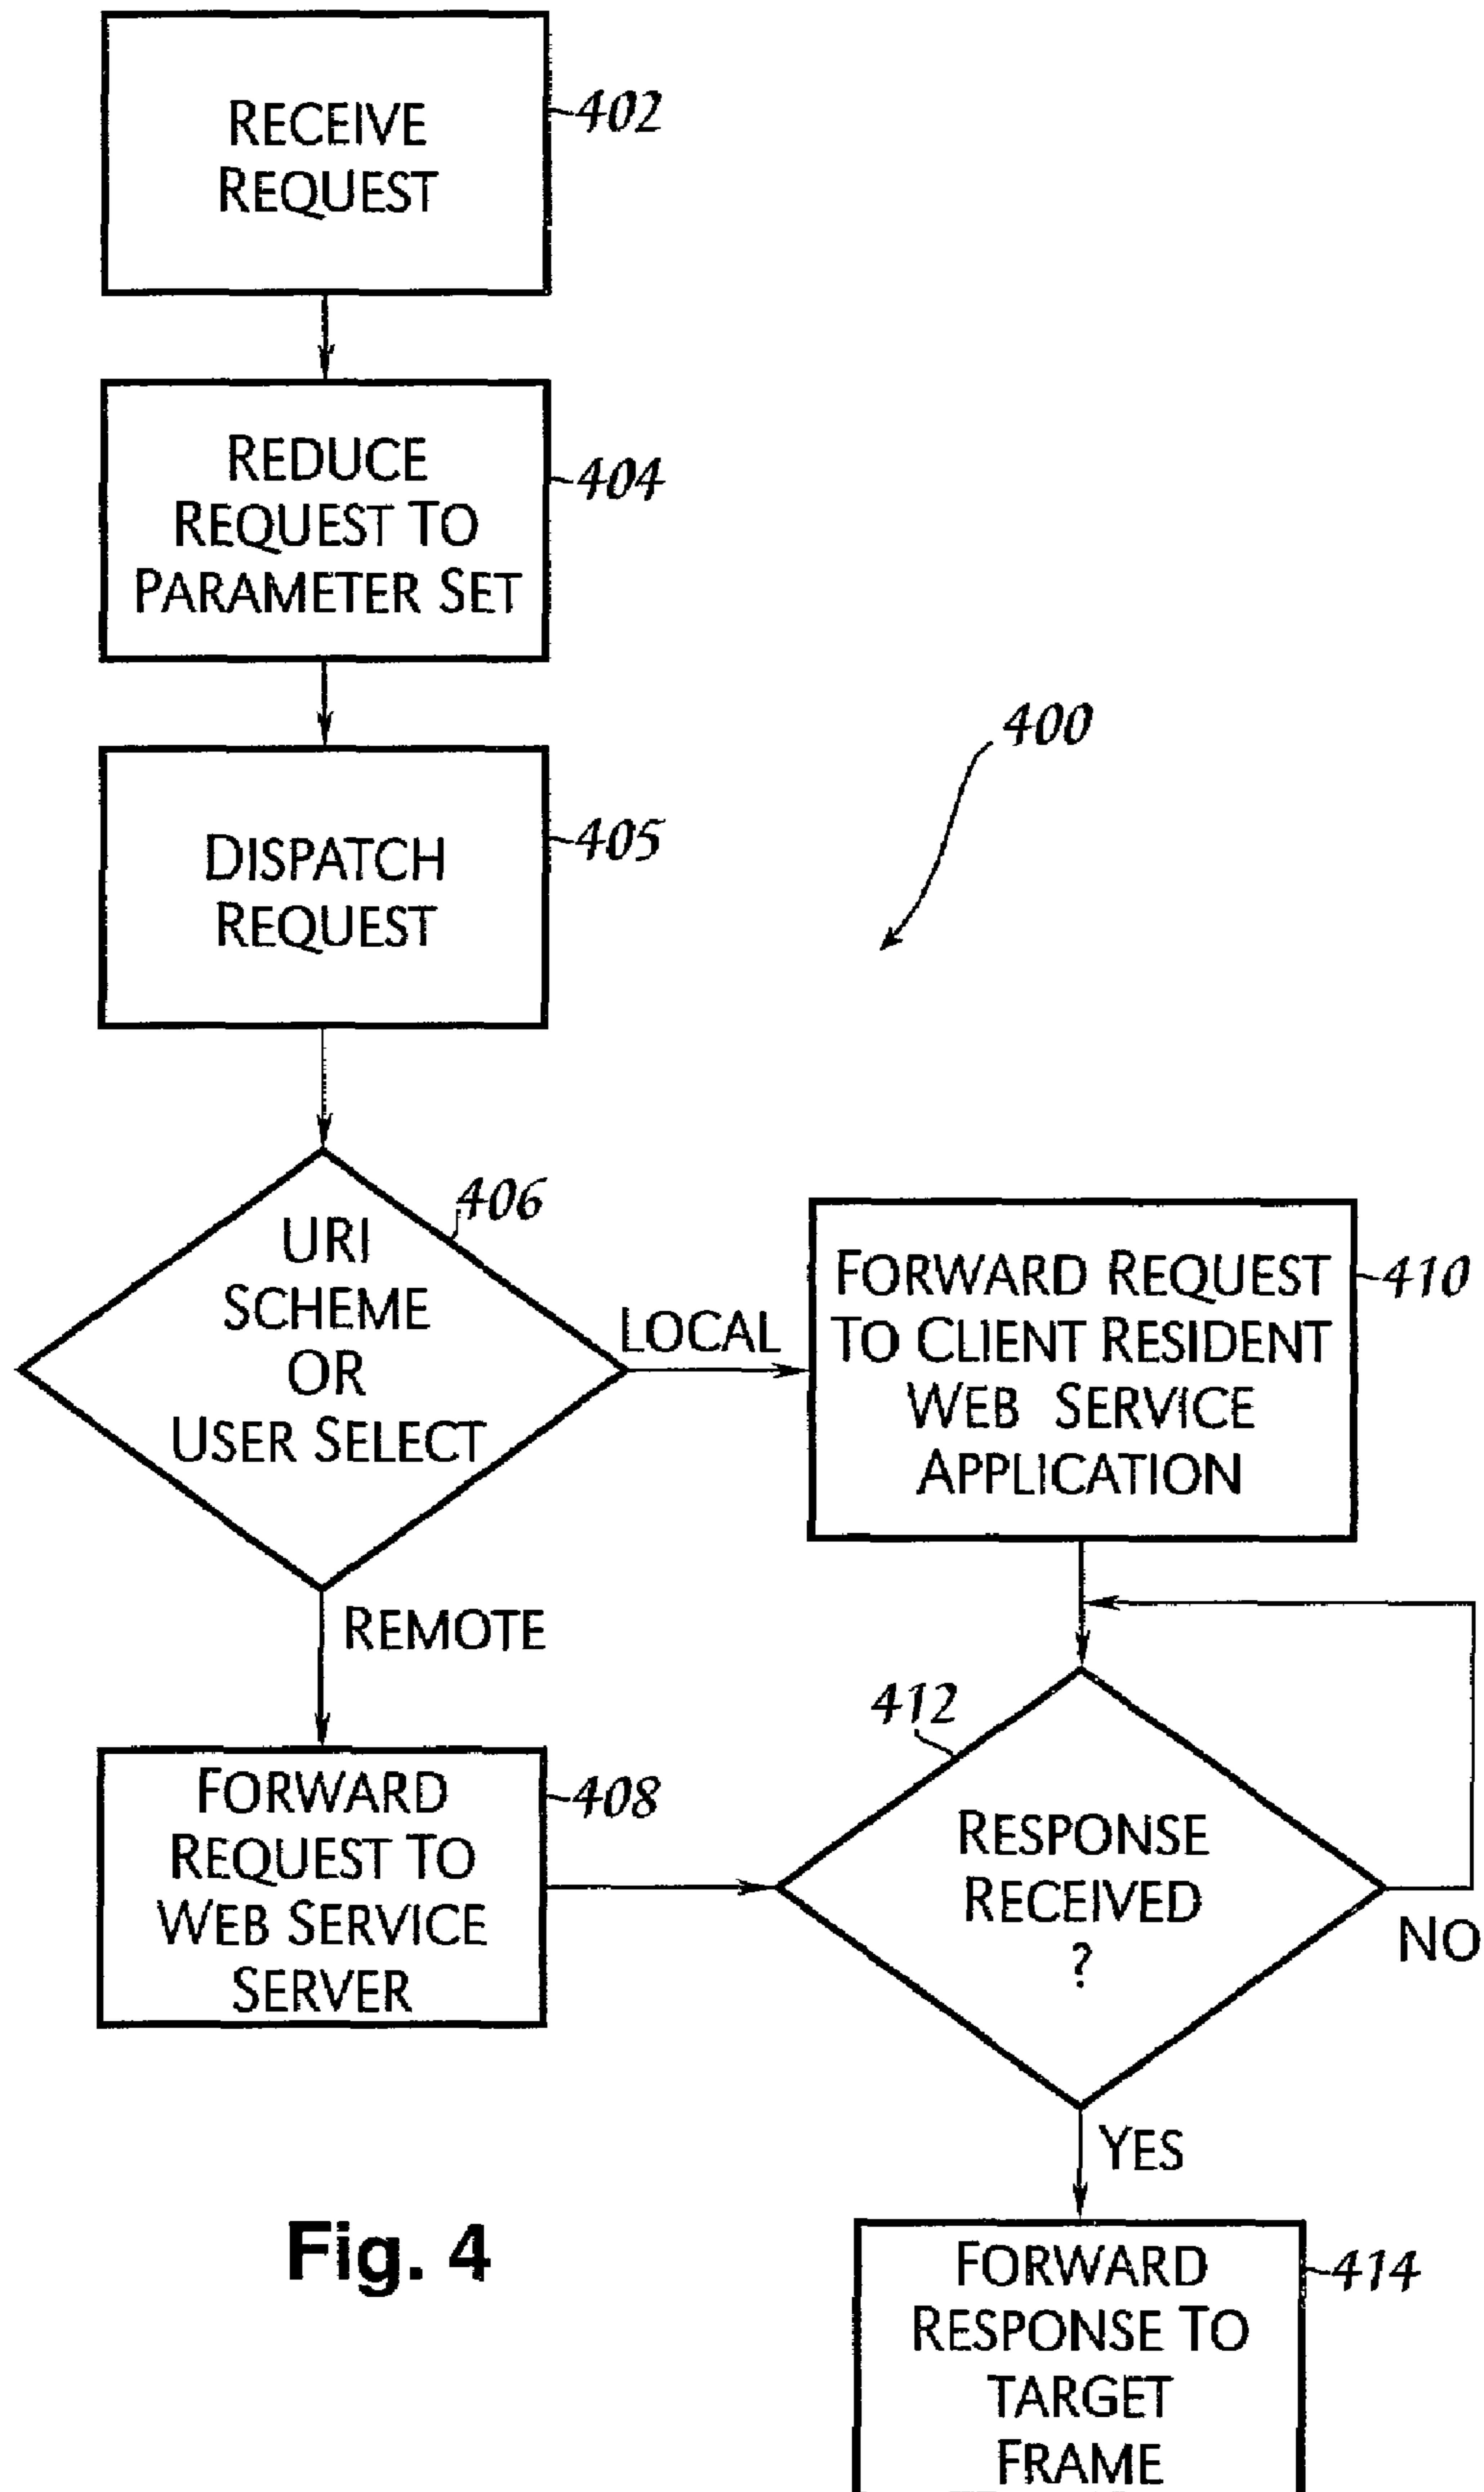 RECEIVE
REQUEST
402
REDUCE
REQUEST TO
PARAMETER SET
404
400
DISPATCH
REQUEST
405
URI
SCHEME
OR
USER SELECT
406
LOCAL
FORWARD REQUEST
TO CLIENT RESIDENT
WEB SERVICE
APPLICATION
410
REMOTE
FORWARD
REQUEST TO
WEB SERVICE
SERVER
408
412
RESPONSE
RECEIVED
?
NO
YES
Fig. 4
FORWARD
RESPONSE TO
TARGET
FRAME
414